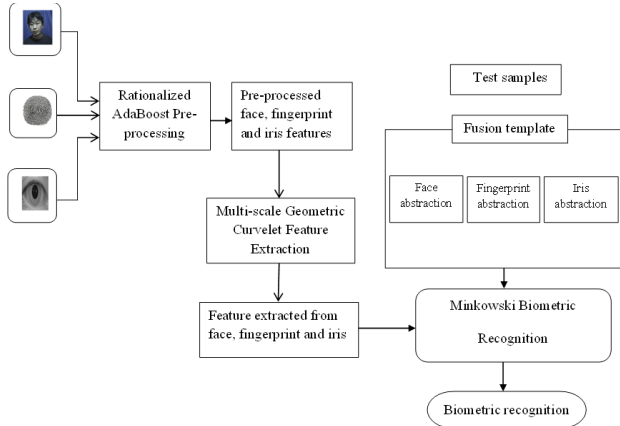 Rationalized
AdaBoost Pre-
processing
Pre-processed
face, fingerprint
and iris features
Multi-scale Geometric
Curvelet Feature
Extraction
Feature extracted from
face, fingerprint and iris
Test samples
Fusion template
Face
abstraction
Fingerprint
abstraction
Iris
abstraction
Minkowski Biometric
Recognition
Biometric recognition